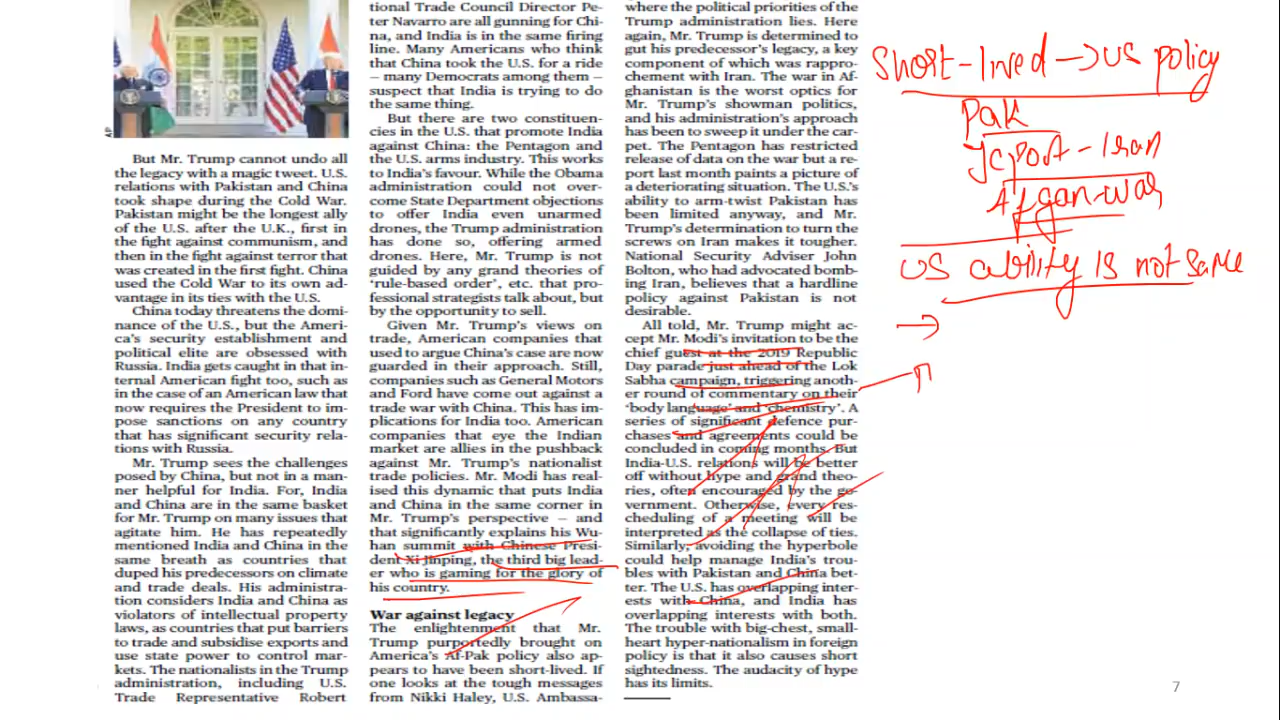 AP
But Mr. Trump cannot undo all
the legacy with a magic tweet. U.S.
relations with Pakistan and China
took shape during the Cold War.
Pakistan might be the longest ally
of the U.S. after the U.K., first in
the fight against communism, and
then in the fight against terror that
was created in the first fight. China
used the Cold War to its own ad-
vantage in its ties with the U.S.
China today threatens the domi-
nance of the U.S., but the Ameri-
ca's security establishment and
political elite are obsessed with
Russia. India gets caught in that in-
ternal American fight too, such as
in the case of an American law that
now requires the President to im-
pose sanctions on any country
that has significant security rela-
tions with Russia.
Mr. Trump sees the challenges
posed by China, but not in a man-
ner helpful for India. For, India
and China are in the same basket
for Mr. Trump on many issues that
agitate him. He has repeatedly
mentioned India and China in the
same breath as countries that
duped his predecessors on climate
and trade deals. His administra-
tion considers India and China as
violators of intellectual property
laws, as countries that put barriers
to trade and subsidise exports and
use state power to control mar-
kets. The nationalists in the Trump
administration, including U.S.
Trade Representative Robert
tional Trade Council Director Pe-
ter Navarro are all gunning for Chi-
na, and India is in the same firing
line. Many Americans who think
that China took the U.S. for a ride
– many Democrats among them –
suspect that India is trying to do
the same thing.
But there are two constituen-
cies in the U.S. that promote India
against China: the Pentagon and
the U.S. arms industry. This works
to India's favour. While the Obama
administration could not over-
come State Department objections
to offer India even unarmed
drones, the Trump administration
has done so, offering armed
drones. Here, Mr. Trump is not
guided by any grand theories of
'rule-based order', etc. that pro-
fessional strategists talk about, but
by the opportunity to sell.
Given Mr. Trump's views on
trade, American companies that
used to argue China's case are now
guarded in their approach. Still,
companies such as General Motors
and Ford have come out against a
trade war with China. This has im-
plications for India too. American
companies that eye the Indian
market are allies in the pushback
against Mr. Trump's nationalist
trade policies. Mr. Modi has real-
ised this dynamic that puts India
and China in the same corner in
Mr. Trump's perspective – and
that significantly explains his Wu-
han summit with Chinese Presi-
dent Xi Jinping, the third big lead-
er who is gaming for the glory of
his country.
War against legacy
The enlightenment that Mr.
Trump purportedly brought on
America's Af-Pak policy also ap-
pears to have been short-lived. If
one looks at the tough messages
from Nikki Haley, U.S. Ambassa-
where the political priorities of the
Trump administration lies. Here
again, Mr. Trump is determined to
gut his predecessor's legacy, a key
component of which was rappro-
chement with Iran. The war in Af-
ghanistan is the worst optics for
Mr. Trump's showman politics,
and his administration's approach
has been to sweep it under the car-
pet. The Pentagon has restricted
release of data on the war but a re-
port last month paints a picture of
a deteriorating situation. The U.S.'s
ability to arm-twist Pakistan has
been limited anyway, and Mr.
Trump's determination to turn the
screws on Iran makes it tougher.
National Security Adviser John
Bolton, who had advocated bomb-
ing Iran, believes that a hardline
policy against Pakistan is not
desirable.
All told, Mr. Trump might ac-
cept Mr. Modi's invitation to be the
chief guest at the 2019 Republic
Day parade just ahead of the Lok
Sabha campaign, triggering anoth-
er round of commentary on their
'body language' and 'chemistry'. A
series of significant defence pur-
chases and agreements could be
concluded in coming months. But
India-U.S. relations will be better
off without hype and grand theo-
ries, often encouraged by the go-
vernment. Otherwise, every res-
cheduling of a meeting will be
interpreted as the collapse of ties.
Similarly, avoiding the hyperbole
could help manage India's trou-
bles with Pakistan and China bet-
ter. The U.S. has overlapping inter-
ests with China, and India has
overlapping interests with both.
The trouble with big-chest, small-
heart hyper-nationalism in foreign
policy is that it also causes short
sightedness. The audacity of hype
has its limits.
Short-lived → US policy
Pak
- Iran
Afgan-war
US ability is not same
→
7